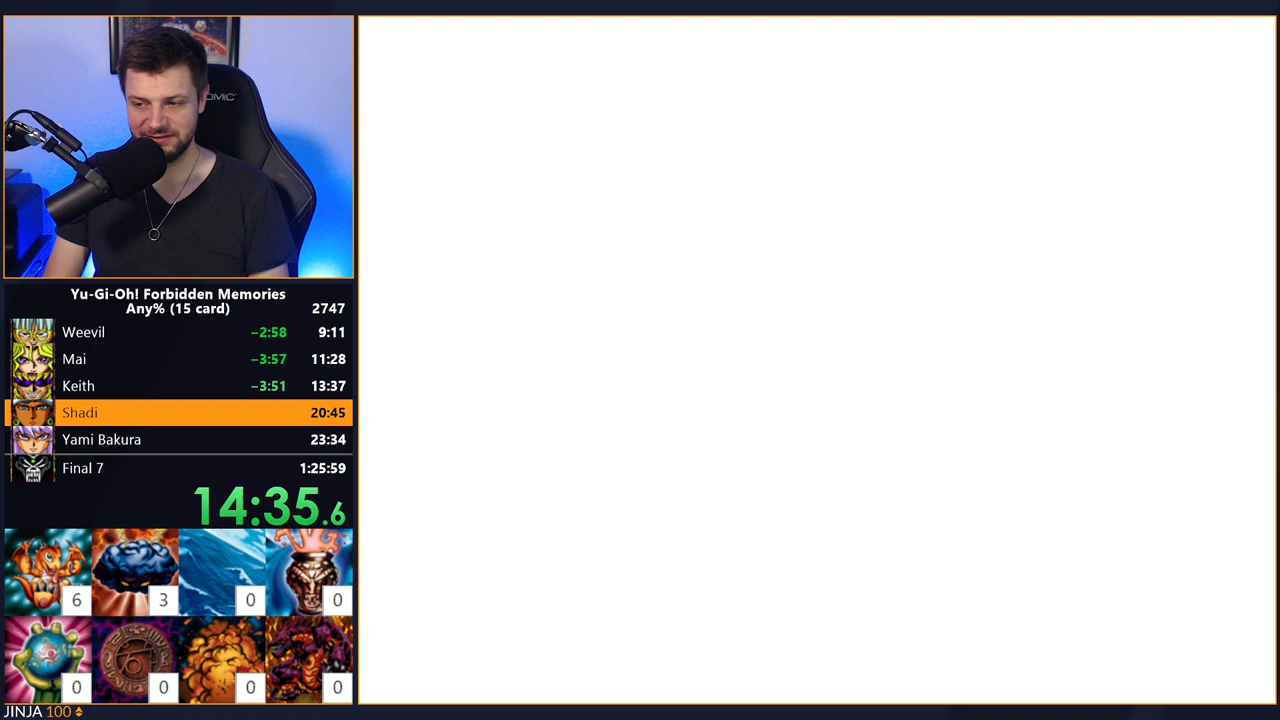 OMIC
Yu-Gi-Oh! Forbidden Memories
Any% (15 card) 2747
Weevil −2:58 9:11
Mai −3:57 11:28
Keith −3:51 13:37
Shadi 20:45
Yami Bakura 23:34
Final 7 1:25:59
14:35.6
6 3 0 0
0 0 0 0
JINJA 100